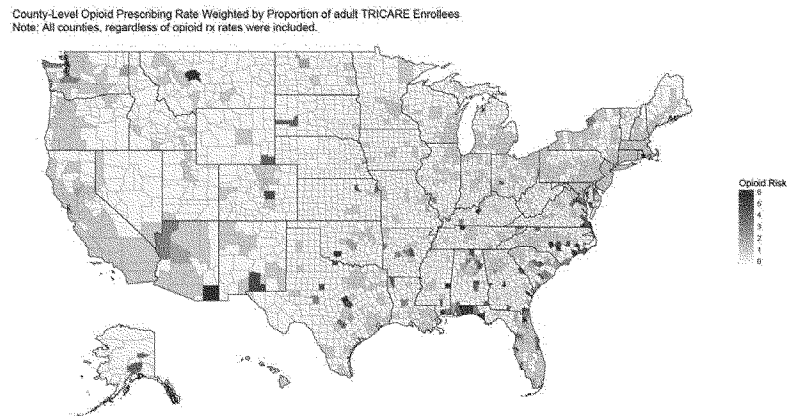 County-Level Opioid Prescribing Rate Weighted by Proportion of adult TRICARE Enrollees
Note: All counties, regardless of opioid rx rates were included.
Opioid Risk
6
5
4
3
2
1
0